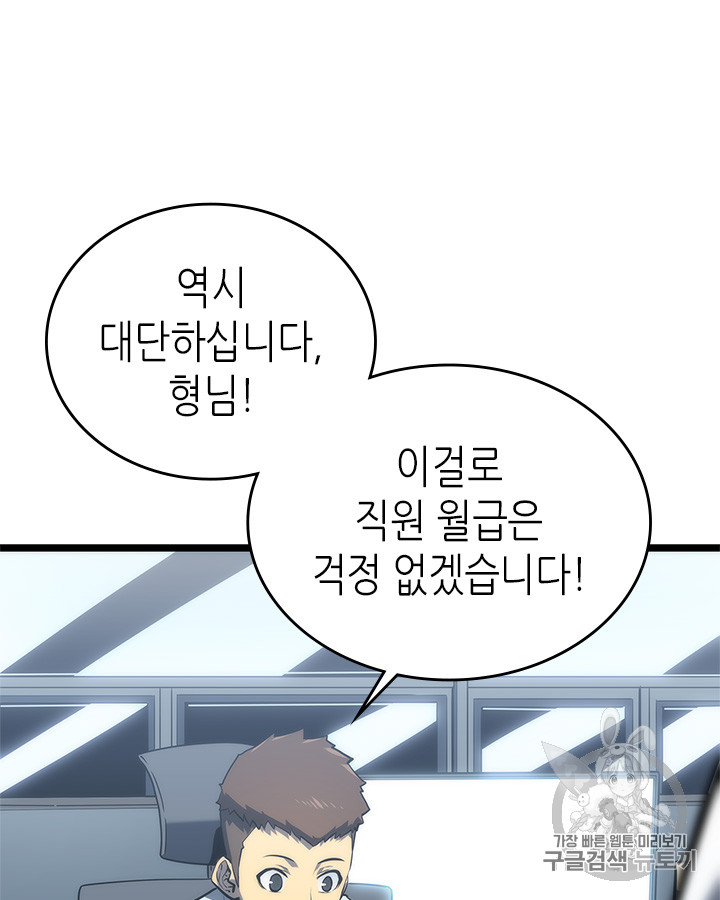 역시
대단하십니다,
형님!
이걸로
직원 월급은
걱정 없겠습니다!
가장 빠른 웹툰 미리보기
구글검색 뉴토끼